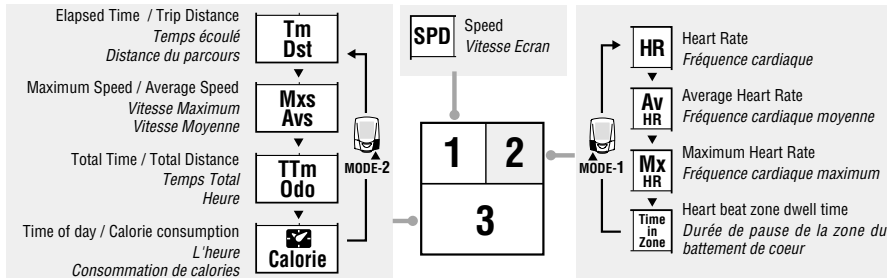 Elapsed Time / Trip Distance
Temps écoulé
Distance du parcours
Tm
Dst
Maximum Speed / Average Speed
Vitesse Maximum
Vitesse Moyenne
Mxs
Avs
Total Time / Total Distance
Temps Total
Heure
TTm
Odo
Time of day / Calorie consumption
L'heure
Consommation de calories
Calorie
MODE-2
SPD
Speed
Vitesse Ecran
1
2
3
MODE-1
HR
Heart Rate
Fréquence cardiaque
Av
HR
Average Heart Rate
Fréquence cardiaque moyenne
Mx
HR
Maximum Heart Rate
Fréquence cardiaque maximum
Time
in
Zone
Heart beat zone dwell time
Durée de pause de la zone du
battement de coeur